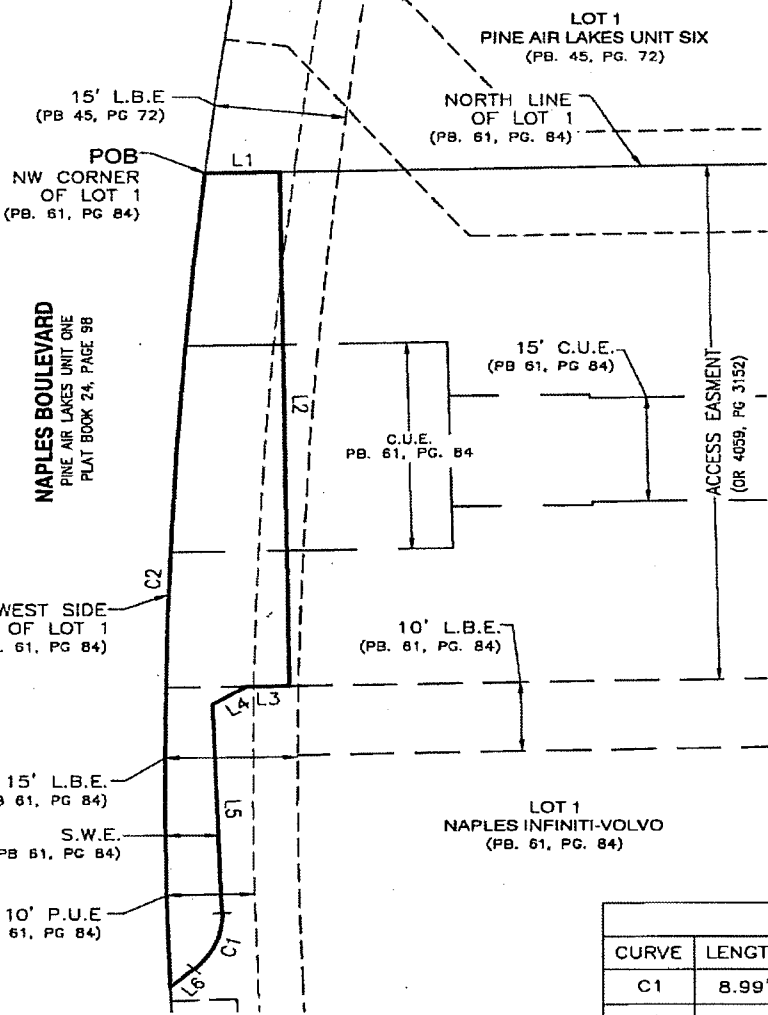 LOT 1
PINE AIR LAKES UNIT SIX
(PB. 45, PG. 72)
15' L.B.E
(PB 45, PG 72)
NORTH LINE
OF LOT 1
(PB. 61, PG. 84)
POB
NW CORNER
OF LOT 1
(PB. 61, PG 84)
L1
NAPLES BOULEVARD
PINE AIR LAKES UNIT ONE
PLAT BOOK 24, PAGE 98
L2
15' C.U.E.
(PB 61, PG 84)
C.U.E.
PB. 61, PG. 84
ACCESS EASMENT
(OR 4059, PG 3152)
C2
WEST SIDE
OF LOT 1
61, PG 84)
10' L.B.E.
(PB. 61, PG. 84)
L4
L3
15' L.B.E.
61, PG 84)
L5
S.W.E.
PB 61, PG 84)
LOT 1
NAPLES INFINITI-VOLVO
(PB. 61, PG. 84)
10' P.U.E
61, PG 84)
C1
L6
CURVE LENGT
C1 8.99'